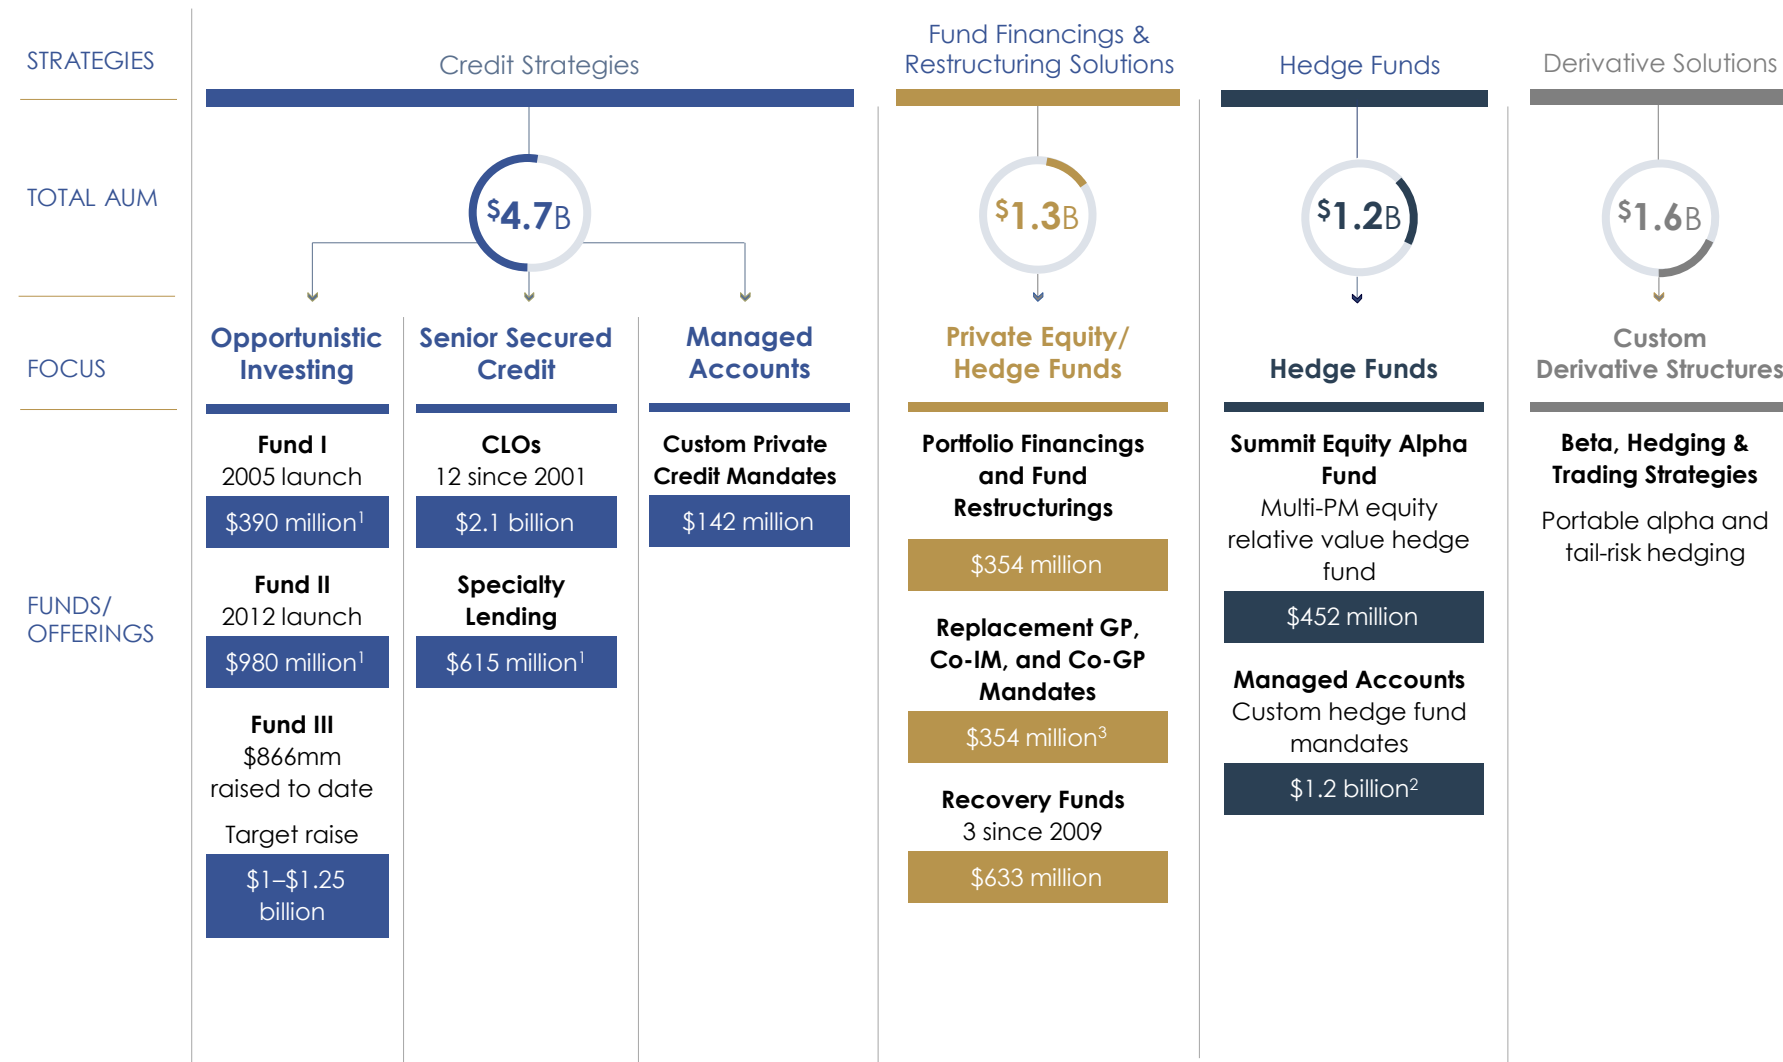 STRATEGIES
Credit Strategies
Fund Financings &
Restructuring Solutions
Hedge Funds
Derivative Solutions
TOTAL AUM
$4.7B
$1.3B
$1.2B
$1.6B
FOCUS
Opportunistic
Investing
Senior Secured
Credit
Managed
Accounts
Private Equity/
Hedge Funds
Hedge Funds
Custom
Derivative Structures
FUNDS/
OFFERINGS
Fund I
2005 launch
$390 million1
Fund II
2012 launch
$980 million1
Fund III
$866mm
raised to date
Target raise
$1–$1.25
billion
CLOs
12 since 2001
$2.1 billion
Specialty
Lending
$615 million1
Custom Private
Credit Mandates
$142 million
Portfolio Financings
and Fund
Restructurings
$354 million
Replacement GP,
Co-IM, and Co-GP
Mandates
$354 million3
Recovery Funds
3 since 2009
$633 million
Summit Equity Alpha
Fund
Multi-PM equity
relative value hedge
fund
$452 million
Managed Accounts
Custom hedge fund
mandates
$1.2 billion2
Beta, Hedging &
Trading Strategies
Portable alpha and
tail-risk hedging